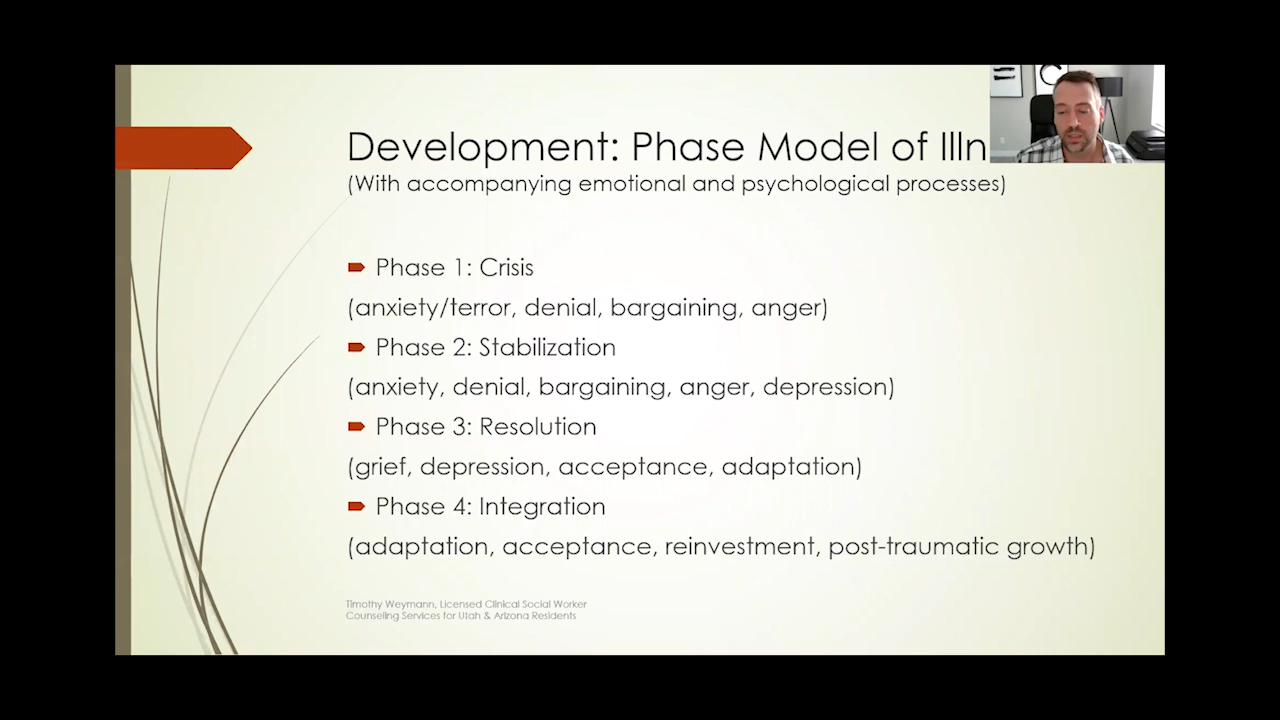 Development: Phase Model of Illn
(With accompanying emotional and psychological processes)
Phase 1: Crisis
(anxiety/terror, denial, bargaining, anger)
Phase 2: Stabilization
(anxiety, denial, bargaining, anger, depression)
Phase 3: Resolution
(grief, depression, acceptance, adaptation)
Phase 4: Integration
(adaptation, acceptance, reinvestment, post-traumatic growth)
Timothy Weymann, Licensed Clinical Social Worker
Counseling Services for Utah & Arizona Residents